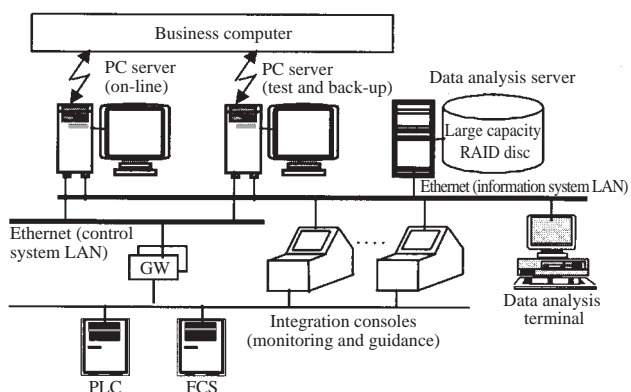 Business computer
PC server
(on-line)
PC server
(test and back-up)
Data analysis server
Large capacity
RAID disc
Ethernet (information system LAN)
Ethernet (control
system LAN)
GW
Integration consoles
(monitoring and guidance)
Data analysis
terminal
PLC
FCS